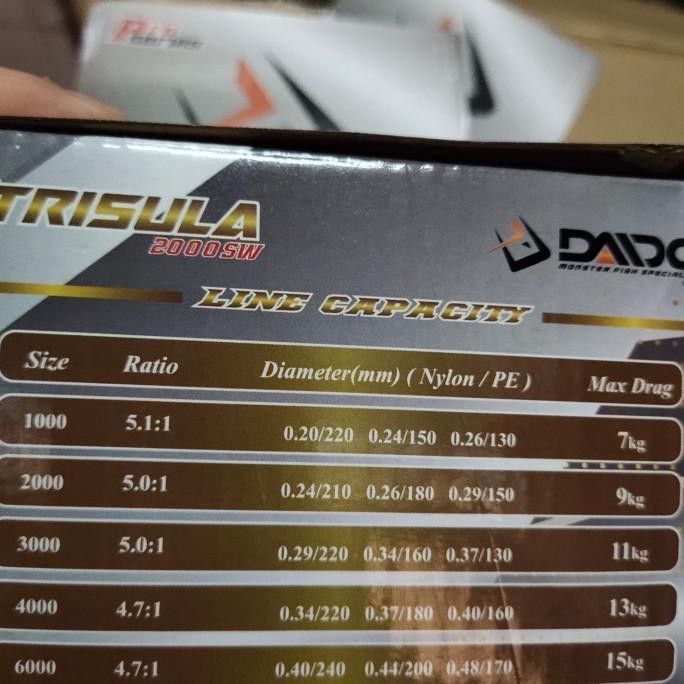 TRISULA
2000SW
DAIDO
MONSTER FISH SPECIAL
LINE CAPACITY
Size Ratio Diameter(mm) ( Nylon / PE ) Max Drag
1000 5.1:1 0.20/220 0.24/150 0.26/130 7kg
2000 5.0:1 0.24/210 0.26/180 0.29/150 9kg
3000 5.0:1 0.29/220 0.34/160 0.37/130 11kg
4000 4.7:1 0.34/220 0.37/180 0.40/160 13kg
6000 4.7:1 0.40/240 0.44/200 0.48/170 15kg